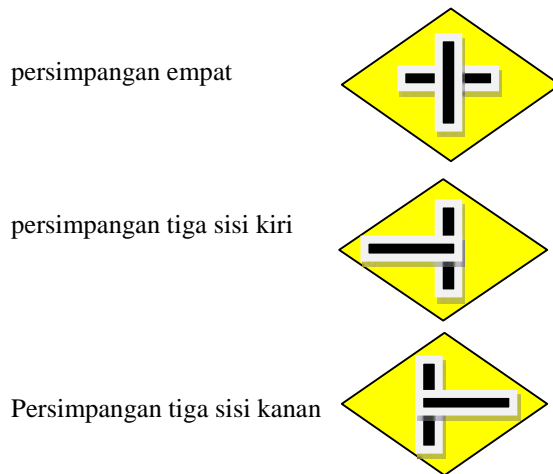 persimpangan empat
persimpangan tiga sisi kiri
Persimpangan tiga sisi kanan